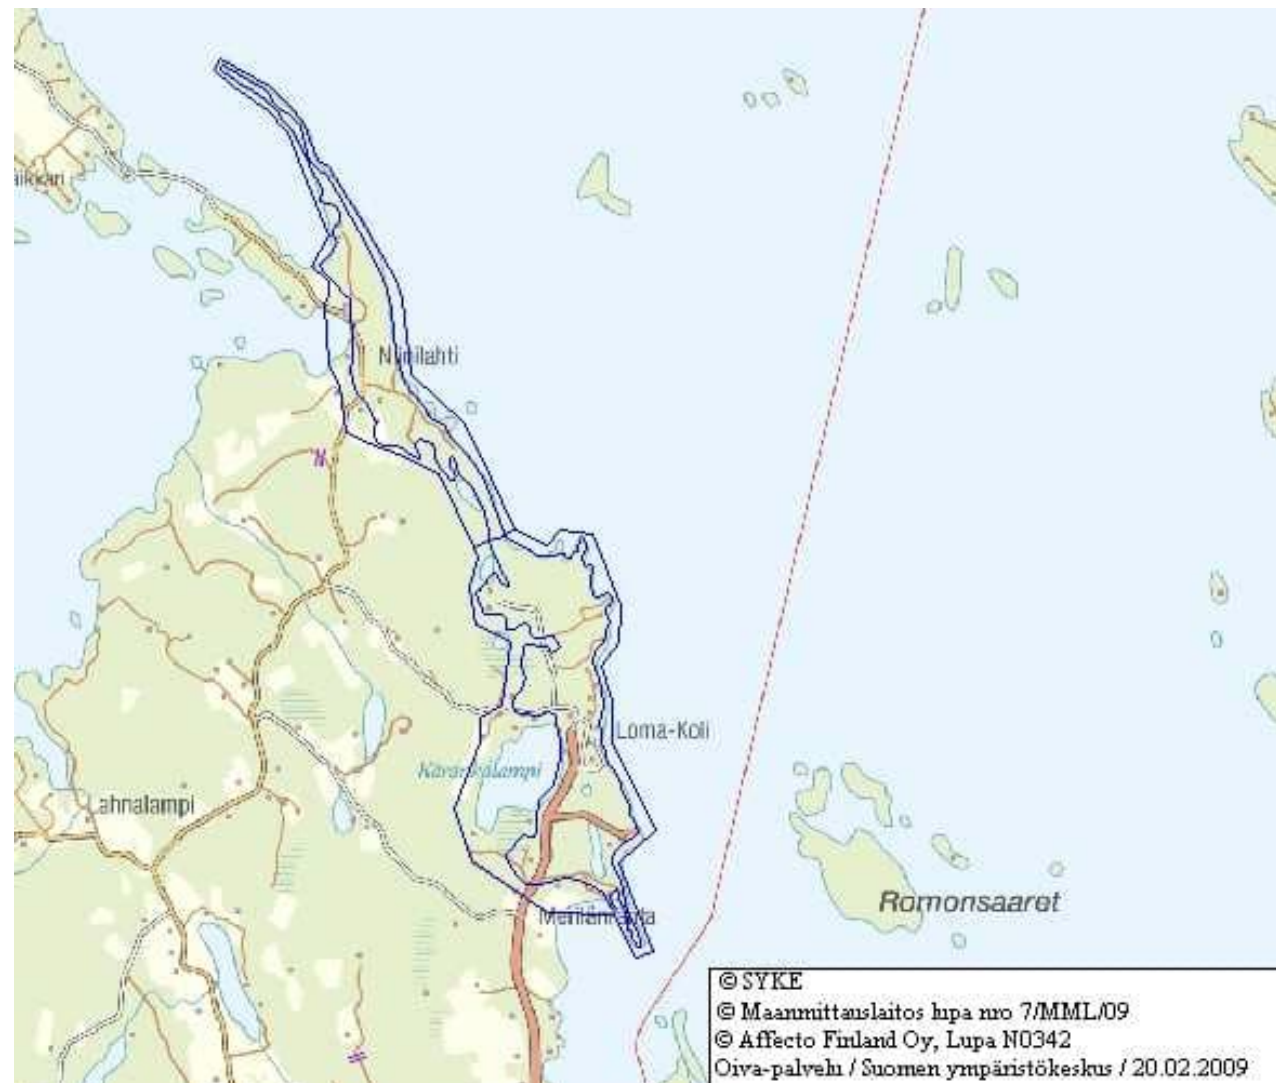 Niinilahti
Loma-Koli
Lahnalampi
Romonsaaret
© SYKE
© Maanmittauslaitos lupa nro 7/MML/09
© Affecto Finland Oy, Lupa N0342
Oiva-palvelu / Suomen ympäristökeskus / 20.02.2009